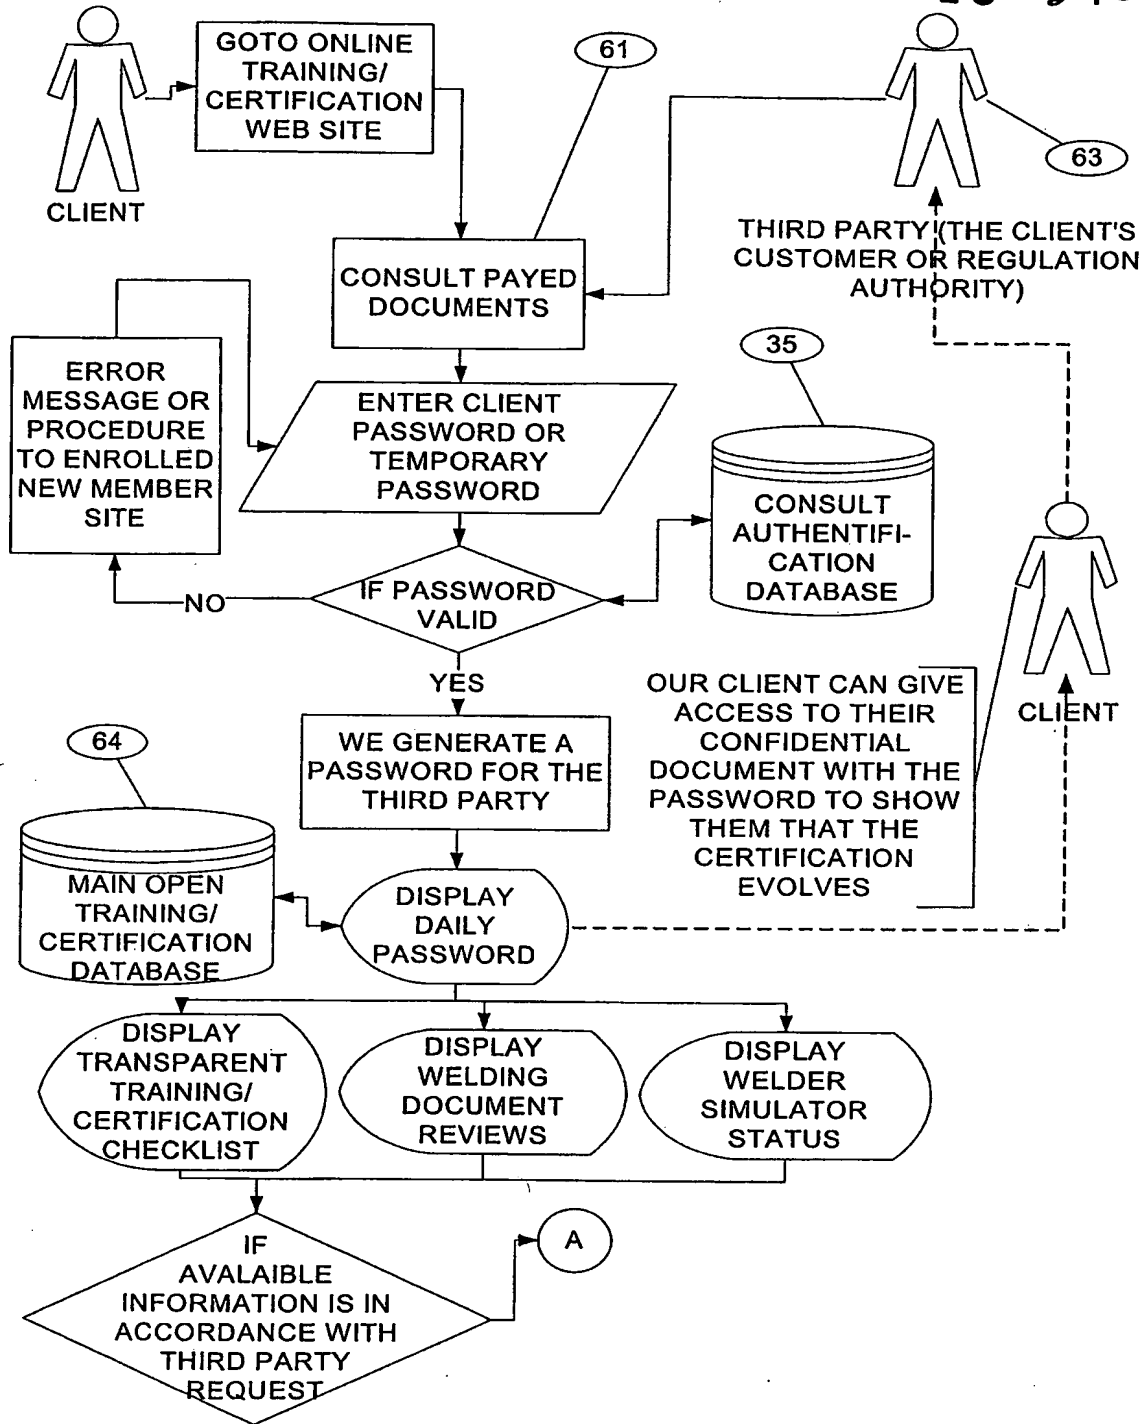 GOTO ONLINE
TRAINING/
CERTIFICATION
WEB SITE
61
63
CLIENT
THIRD PARTY (THE CLIENT'S
CUSTOMER OR REGULATION
AUTHORITY)
CONSULT PAYED
DOCUMENTS
35
ERROR
MESSAGE OR
PROCEDURE
TO ENROLLED
NEW MEMBER
SITE
ENTER CLIENT
PASSWORD OR
TEMPORARY
PASSWORD
CONSULT
AUTHENTIFI-
CATION
DATABASE
IF PASSWORD
VALID
NO
YES
OUR CLIENT CAN GIVE
ACCESS TO THEIR
CONFIDENTIAL
DOCUMENT WITH THE
PASSWORD TO SHOW
THEM THAT THE
CERTIFICATION
EVOLVES
CLIENT
64
WE GENERATE A
PASSWORD FOR THE
THIRD PARTY
MAIN OPEN
TRAINING/
CERTIFICATION
DATABASE
DISPLAY
DAILY
PASSWORD
DISPLAY
TRANSPARENT
TRAINING/
CERTIFICATION
CHECKLIST
DISPLAY
WELDING
DOCUMENT
REVIEWS
DISPLAY
WELDER
SIMULATOR
STATUS
IF
AVALAIBLE
INFORMATION IS IN
ACCORDANCE WITH
THIRD PARTY
REQUEST
A